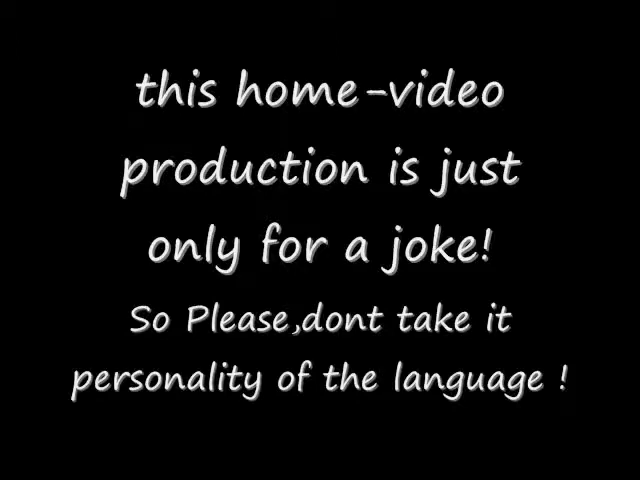 this home-video
production is just
only for a joke!
So Please,dont take it
personality of the language !